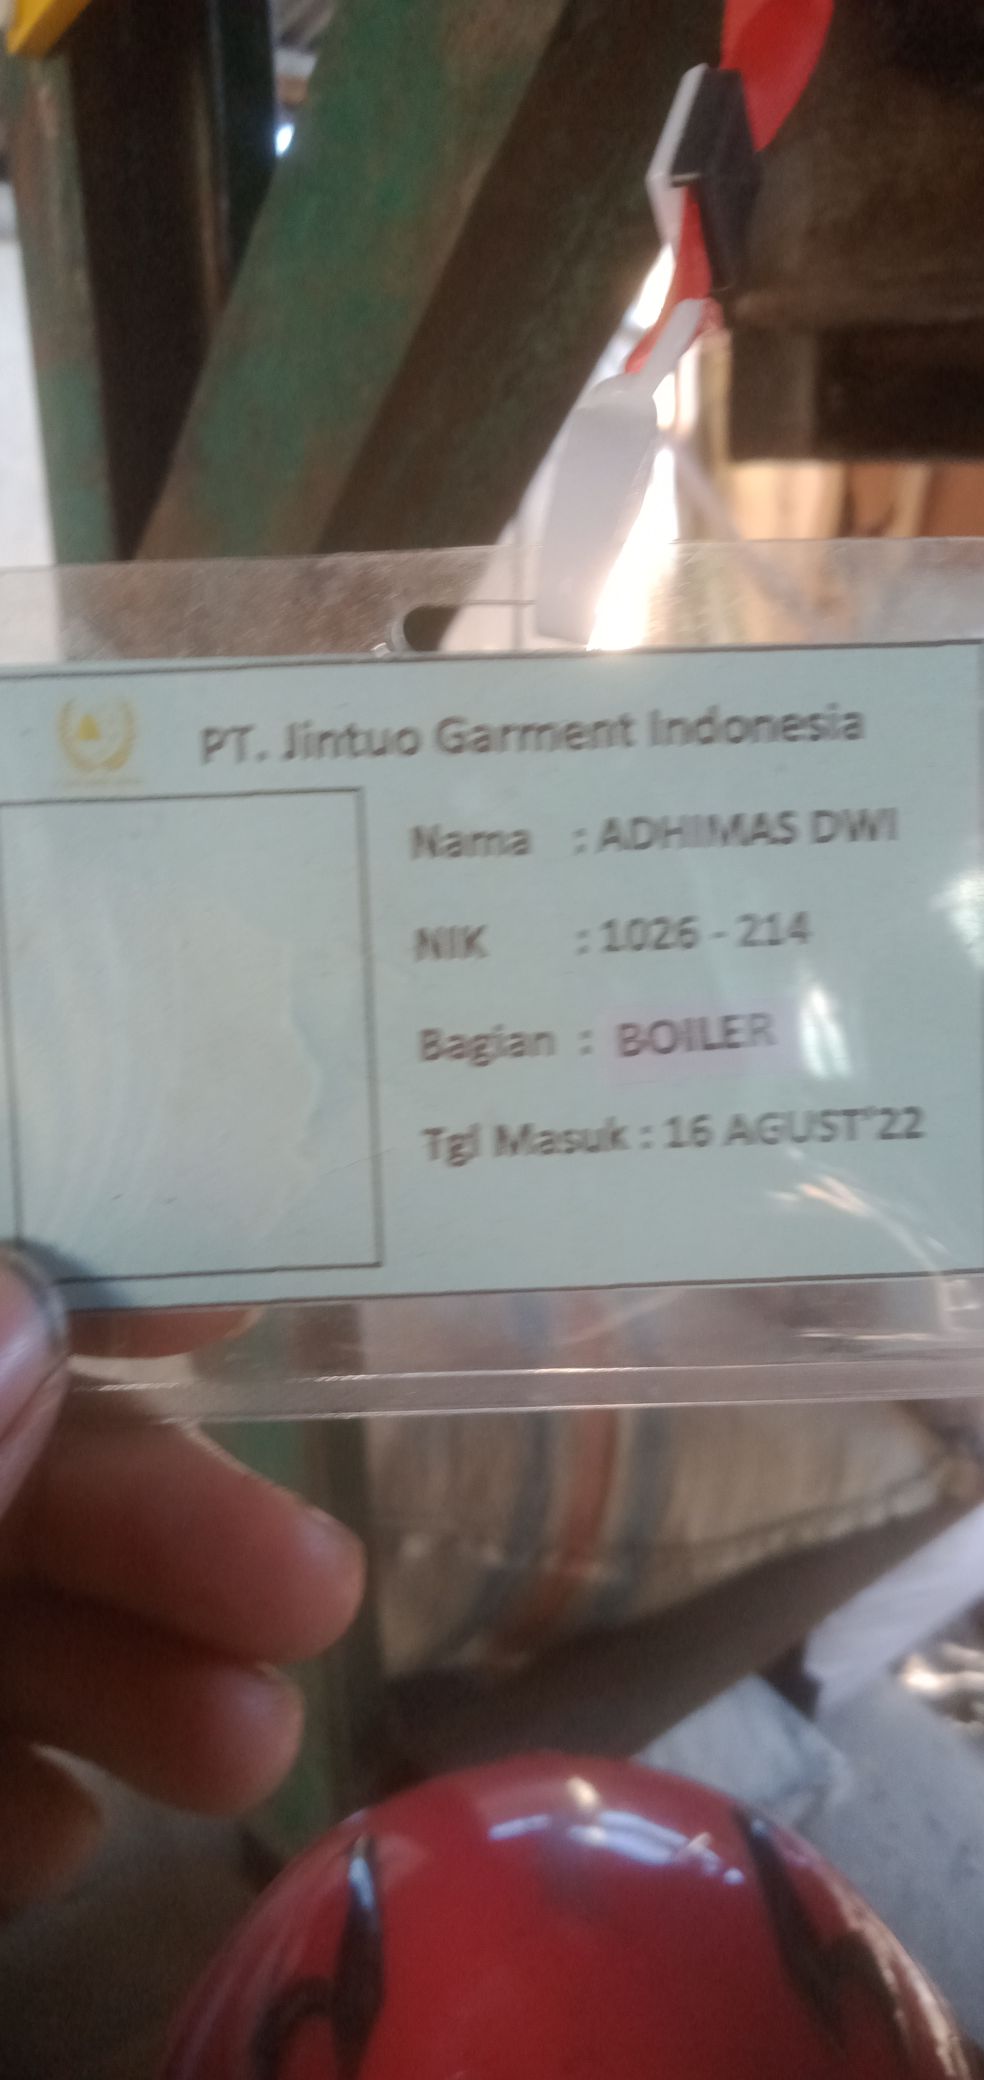 PT. Jintuo Garment Indonesia
Nama : ADHIMAS DWI
NIK : 1026 - 214
Bagian : BOILER
Tgl Masuk : 16 AGUST'22